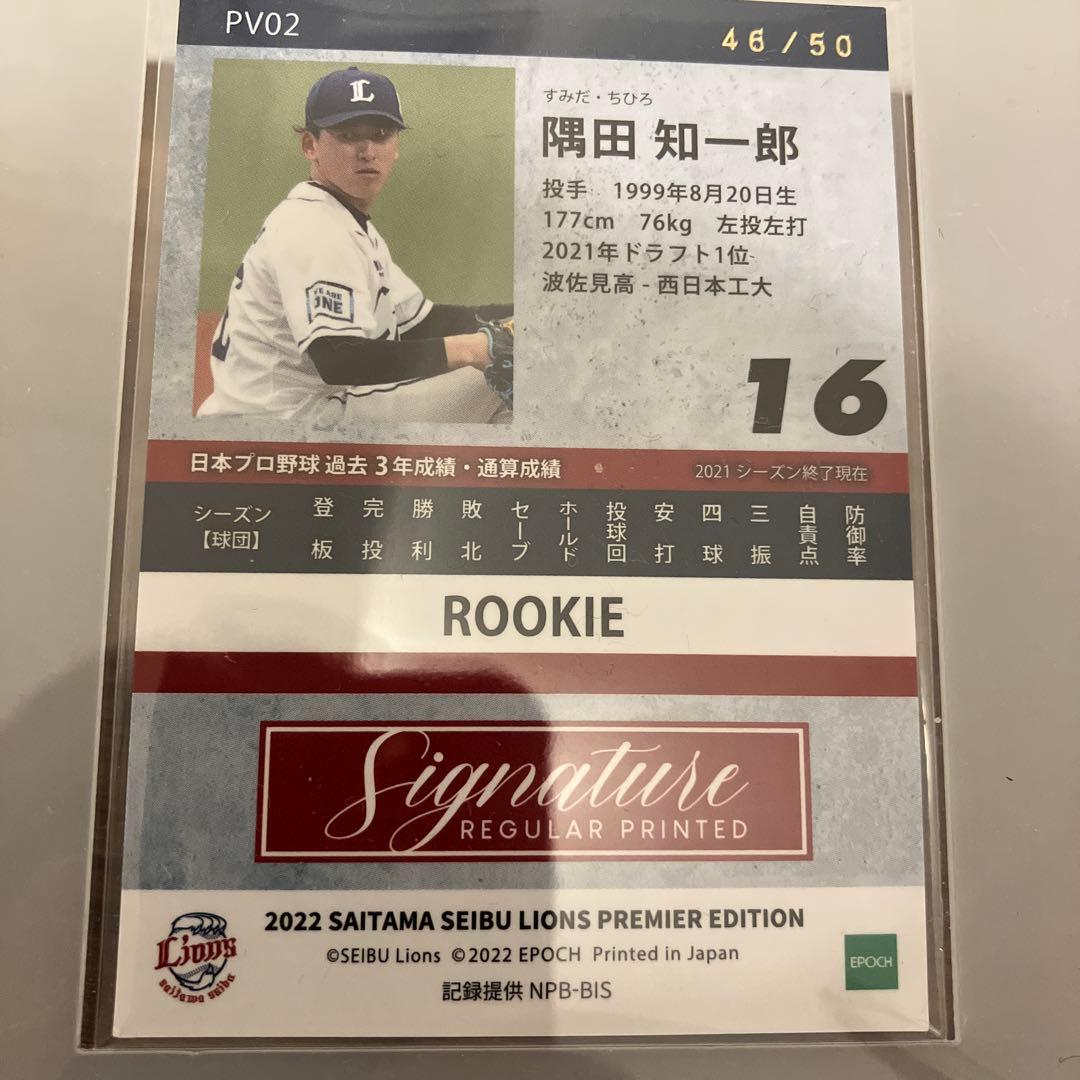 PV02
46/50
L
すみだ・ちひろ
隅田 知一郎
投手 1999年8月20日生
177cm 76kg 左投左打
2021年ドラフト1位
波佐見高 - 西日本工大
WE ARE
ONE
16
日本プロ野球 過去 3年成績・通算成績
2021 シーズン終了現在
シーズン
【球団】
登板
完投
勝利
敗北
セーブ
ホールド
投球回
安打
四球
三振
自責点
防御率
ROOKIE
Signature
REGULAR PRINTED
2022 SAITAMA SEIBU LIONS PREMIER EDITION
©SEIBU Lions ©2022 EPOCH Printed in Japan
記録提供 NPB-BIS
Lions
saitama seibu
EPOCH